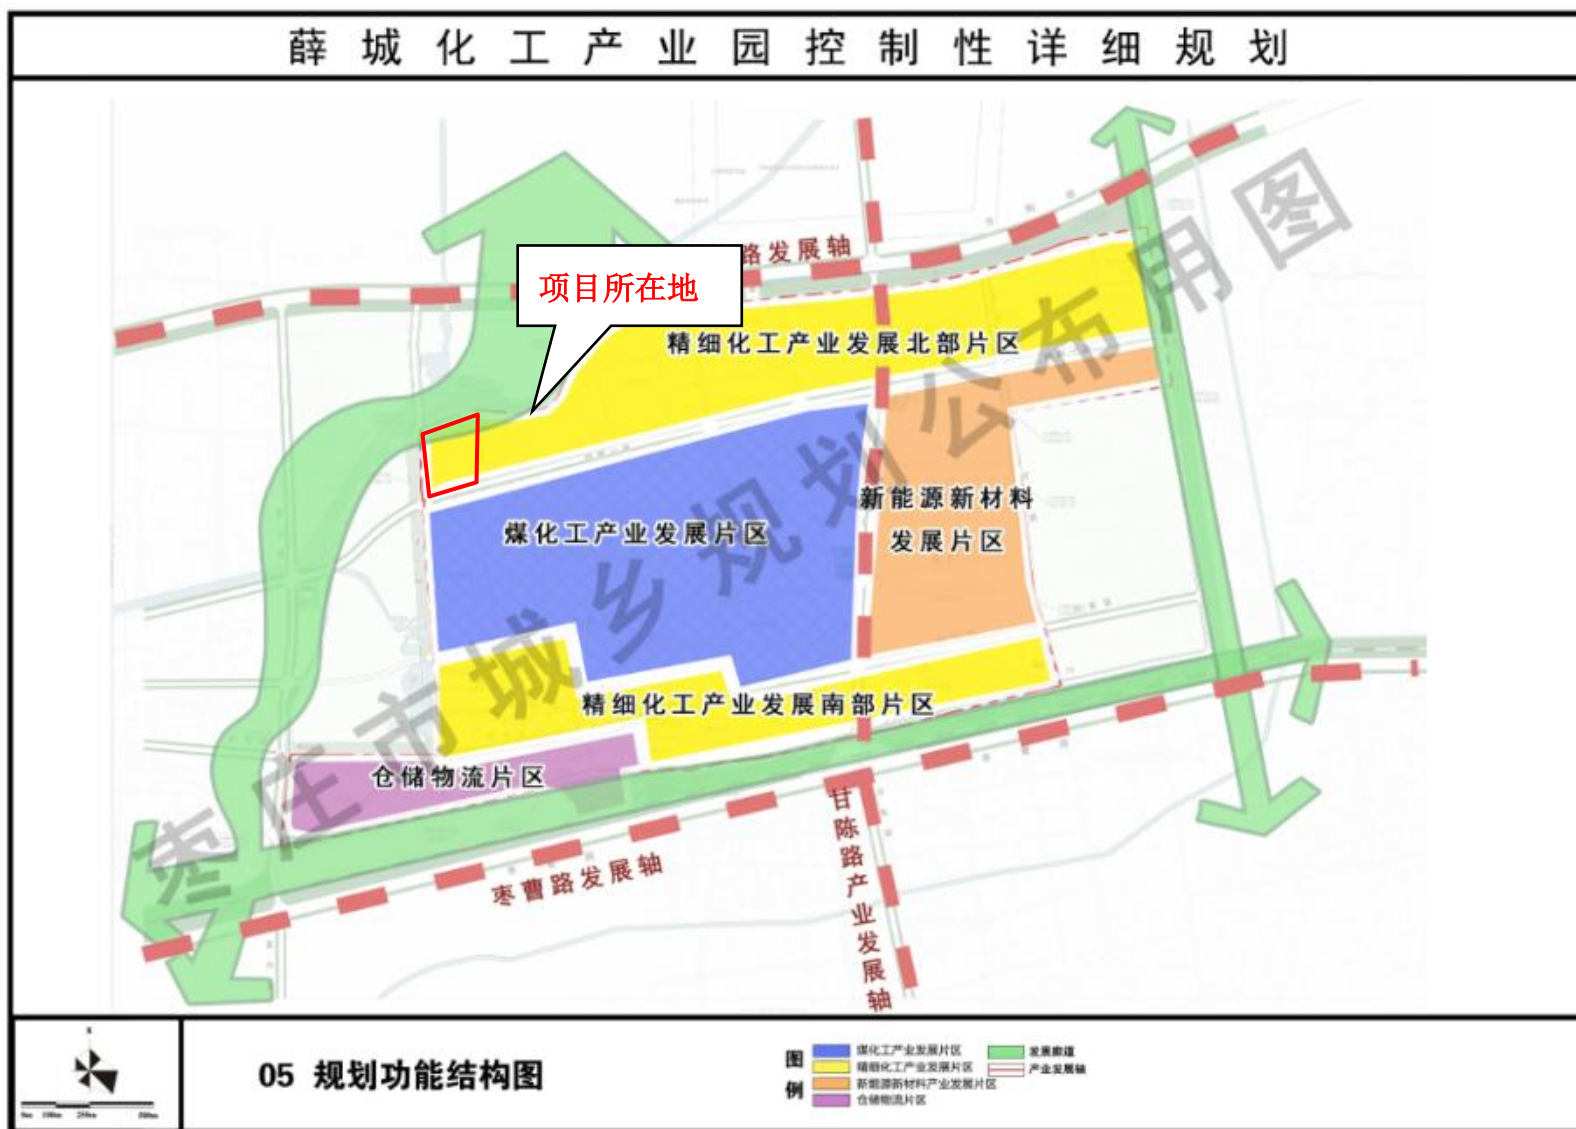 薛城化工产业园控制性详细规划
路发展轴
项目所在地
精细化工产业发展北部片区
新能源新材料
发展片区
煤化工产业发展片区
精细化工产业发展南部片区
仓储物流片区
枣曹路发展轴
甘陈路产业发展轴
枣庄市城乡规划公布用图
05 规划功能结构图
图例
煤化工产业发展片区
精细化工产业发展片区
新能源新材料产业发展片区
仓储物流片区
发展廊道
产业发展轴